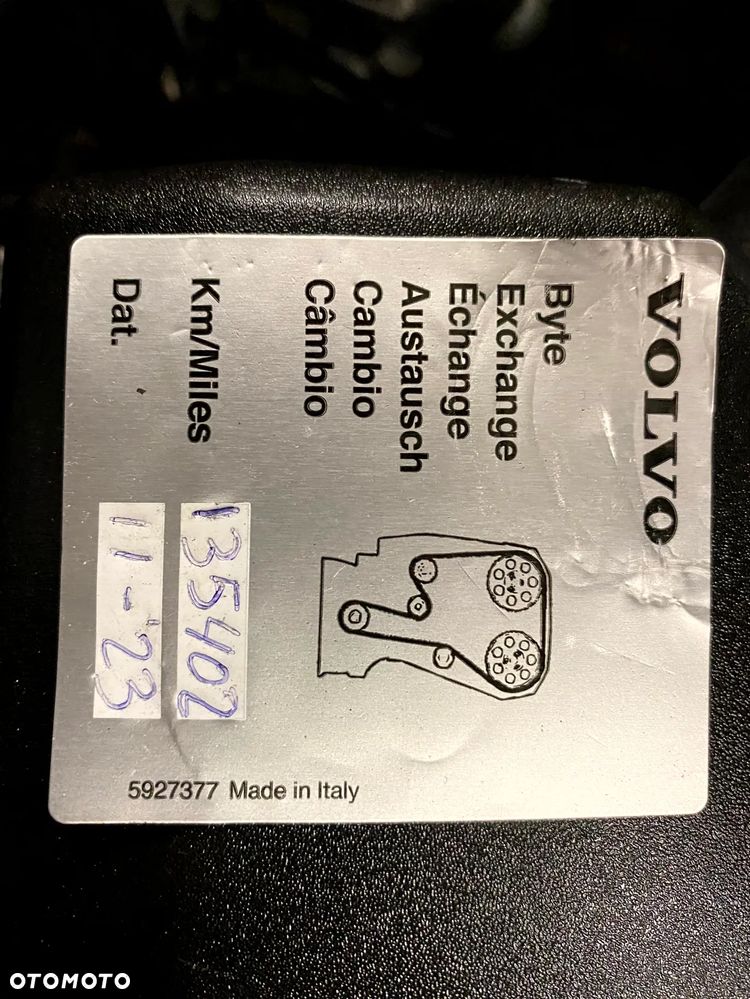 VOLVO
Byte
Exchange
Échange
Austausch
Cambio
Câmbio
Km/Miles 135402
Dat. 11-'23
5927377 Made in Italy
OTOMOTO